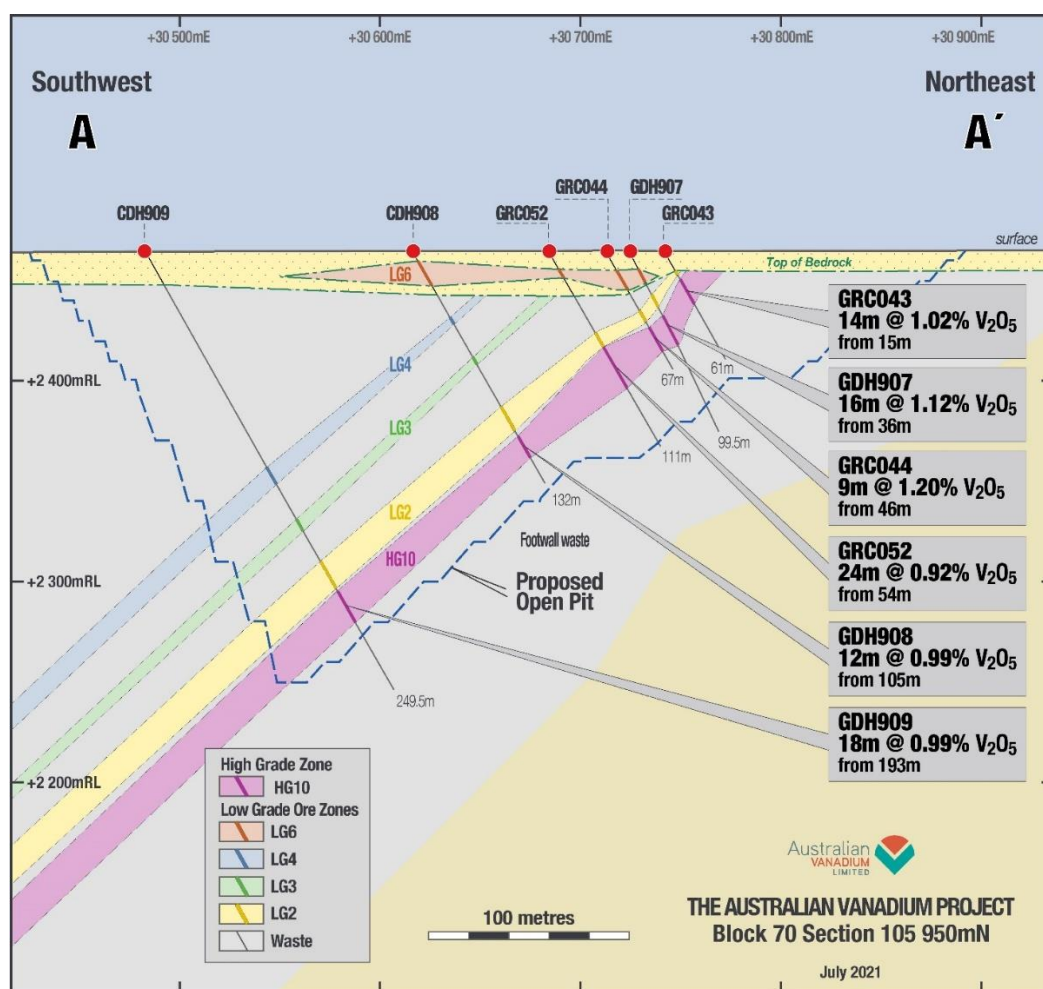 +30 500mE
+30 600mE
+30 700mE
+30 800mE
+30 900mE
Southwest
Northeast
A
A´
CDH909
CDH908
GRC052
GRC044
GDH907
GRC043
surface
Top of Bedrock
LG6
LG4
LG3
LG2
HG10
+2 400mRL
+2 300mRL
+2 200mRL
61m
67m
99.5m
111m
132m
249.5m
Footwall waste
Proposed
Open Pit
GRC043
14m @ 1.02% V₂O₅
from 15m
GDH907
16m @ 1.12% V₂O₅
from 36m
GRC044
9m @ 1.20% V₂O₅
from 46m
GRC052
24m @ 0.92% V₂O₅
from 54m
GDH908
12m @ 0.99% V₂O₅
from 105m
GDH909
18m @ 0.99% V₂O₅
from 193m
High Grade Zone
HG10
Low Grade Ore Zones
LG6
LG4
LG3
LG2
Waste
100 metres
Australian
VANADIUM
LIMITED
THE AUSTRALIAN VANADIUM PROJECT
Block 70 Section 105 950mN
July 2021